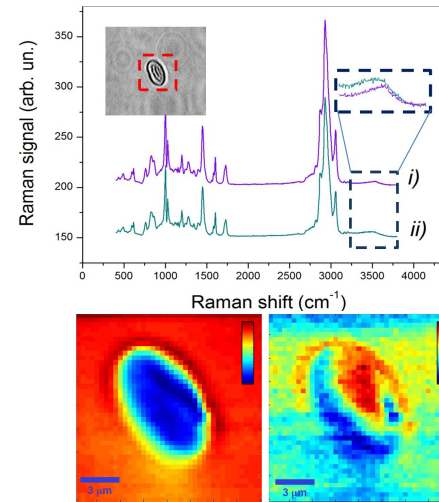 Raman signal (arb. un.)
350
300
250
200
150
i)
ii)
0 500 1000 1500 2000 2500 3000 3500 4000
Raman shift (cm⁻¹)
3 µm
3 µm